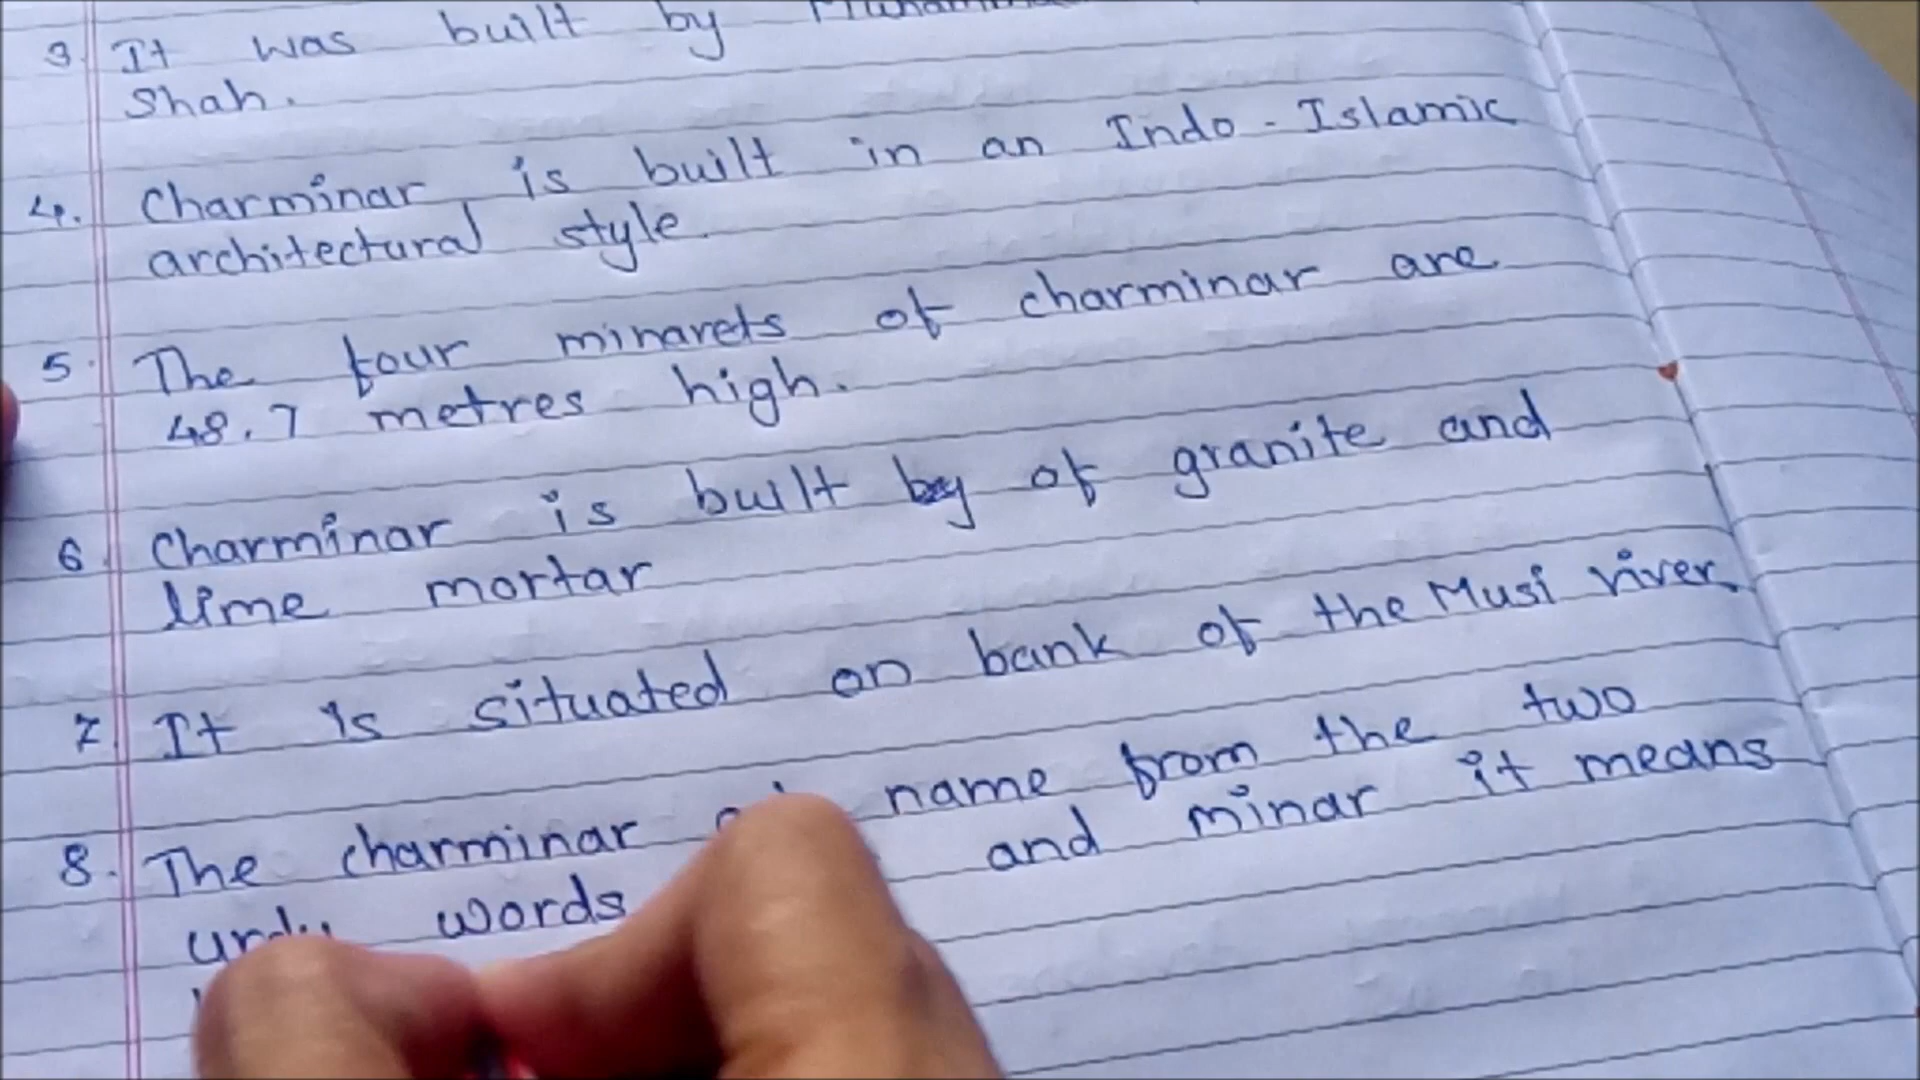 3. It was built by
Shah.
4. Charminar is built in an Indo-Islamic
architectural style.
5. The four minarets of charminar are
48.7 metres high.
6. Charminar is built by of granite and
lime mortar
7. It is situated on bank of the Musi river.
8. The charminar name from the two
words and minar it means